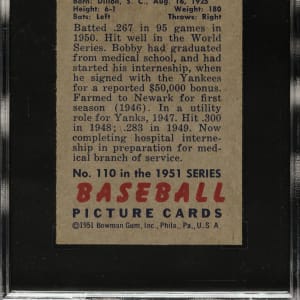 Born: Dillon, S. C., Aug. 16, 1925
Height: 6-1 Weight: 180
Bats: Left Throws: Right
Batted .267 in 95 games in
1950. Hit well in the World
Series. Bobby had graduated
from medical school, and had
started his internship, when
he signed with the Yankees
for a reported $50,000 bonus.
Farmed to Newark for first
season (1946). In a utility
role for Yanks, 1947. Hit .300
in 1948; .283 in 1949. Now
completing hospital interne-
ship in preparation for med-
ical branch of service.
No. 110 in the 1951 SERIES
BASEBALL
PICTURE CARDS
©1951 Bowman Gum, Inc., Phila., Pa., U.S.A